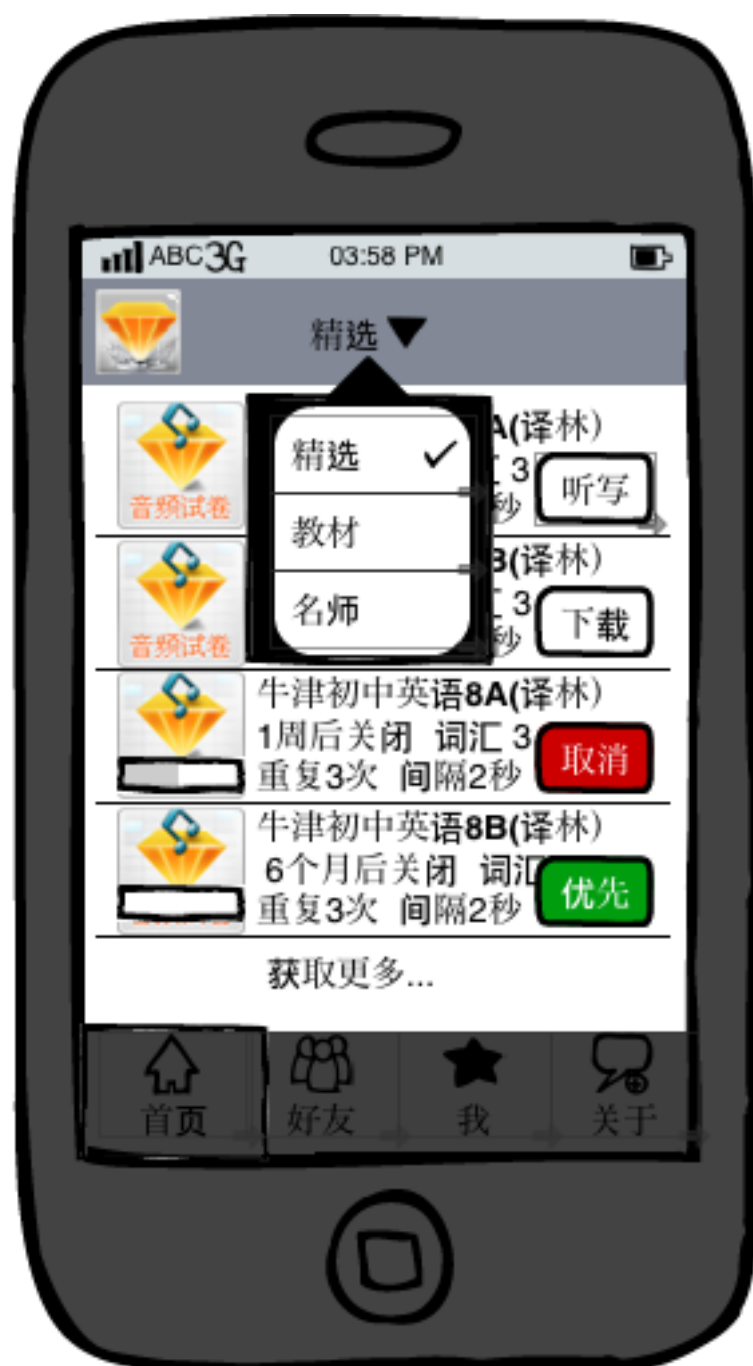 ABC 3G 03:58 PM
精选
精选
教材
名师
音频试卷
A(译林)
3
秒
听写
音频试卷
B(译林)
3
秒
下载
牛津初中英语8A(译林)
1周后关闭 词汇 3
重复3次 间隔2秒
取消
牛津初中英语8B(译林)
6个月后关闭 词汇
重复3次 间隔2秒
优先
获取更多...
首页 好友 我 关于